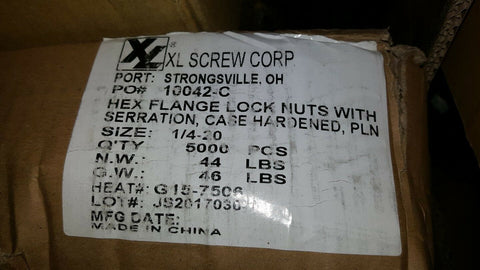 XL® XL SCREW CORP.
PORT: STRONGSVILLE, OH
PO# 10042-C
HEX FLANGE LOCK NUTS WITH
SERRATION, CASE HARDENED, PLN
SIZE: 1/4-20
Q'TY 5000 PCS
N.W.: 44 LBS
G.W.: 46 LBS
HEAT#: G15-7506
LOT#:
MFG DATE:
MADE IN CHINA